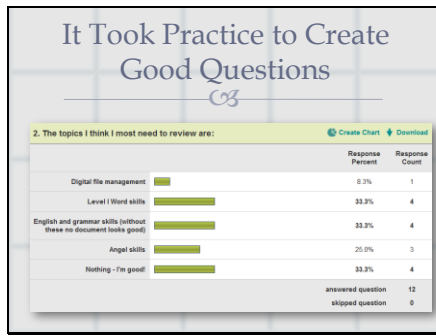 It Took Practice to Create
Good Questions
2. The topics I think I most need to review are:
Create Chart Download
Response Percent
Response Count
Digital file management 8.3% 1
Level I Word skills 33.3% 4
English and grammar skills (without
these no document looks good) 33.3% 4
Angel skills 25.0% 3
Nothing - I'm good! 33.3% 4
answered question 12
skipped question 0